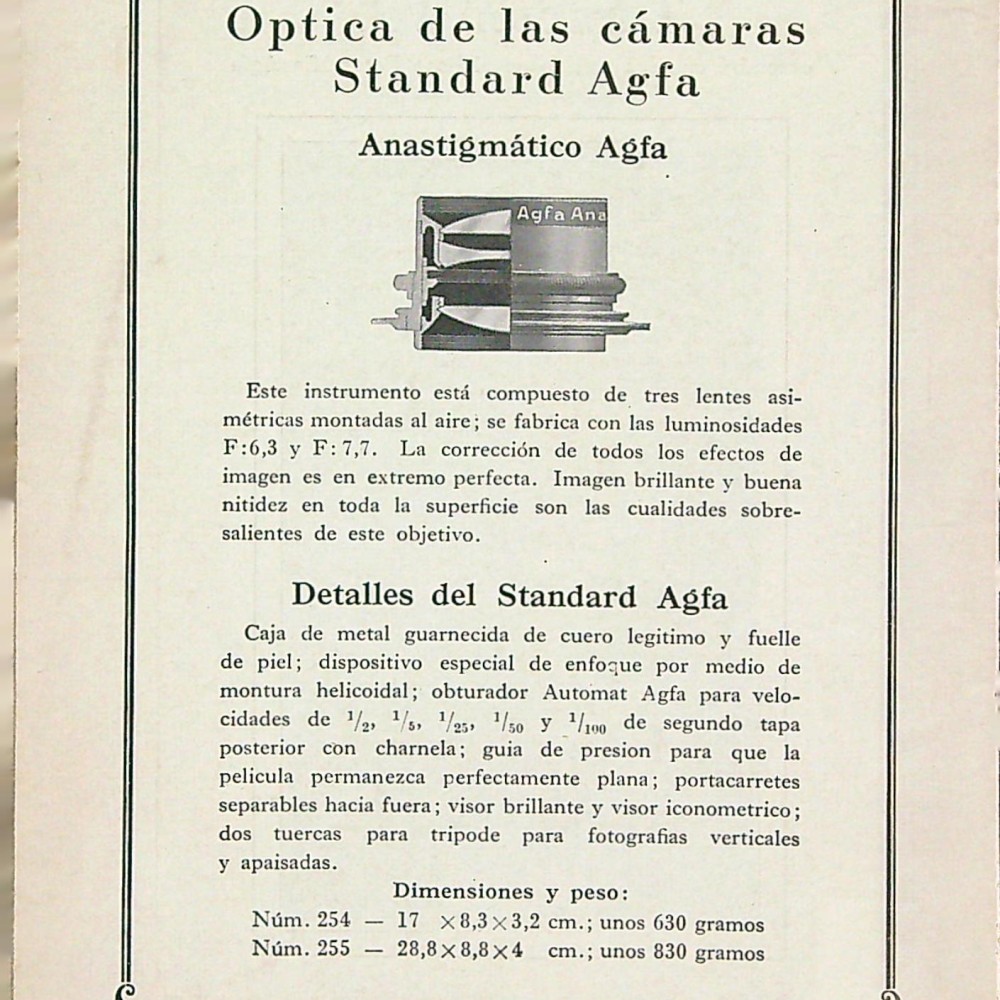 Optica de las cámaras
Standard Agfa
Anastigmático Agfa
Agfa Ana
Este instrumento está compuesto de tres lentes asi-
métricas montadas al aire; se fabrica con las luminosidades
F:6,3 y F:7,7. La corrección de todos los efectos de
imagen es en extremo perfecta. Imagen brillante y buena
nitidez en toda la superficie son las cualidades sobre-
salientes de este objetivo.
Detalles del Standard Agfa
Caja de metal guarnecida de cuero legitimo y fuelle
de piel; dispositivo especial de enfoque por medio de
montura helicoidal; obturador Automat Agfa para velo-
cidades de 1/2, 1/5, 1/25, 1/50 y 1/100 de segundo tapa
posterior con charnela; guia de presion para que la
pelicula permanezca perfectamente plana; portacarretes
separables hacia fuera; visor brillante y visor iconometrico;
dos tuercas para tripode para fotografias verticales
y apaisadas.
Dimensiones y peso:
Núm. 254 — 17 ×8,3×3,2 cm.; unos 630 gramos
Núm. 255 — 28,8×8,8×4 cm.; unos 830 gramos